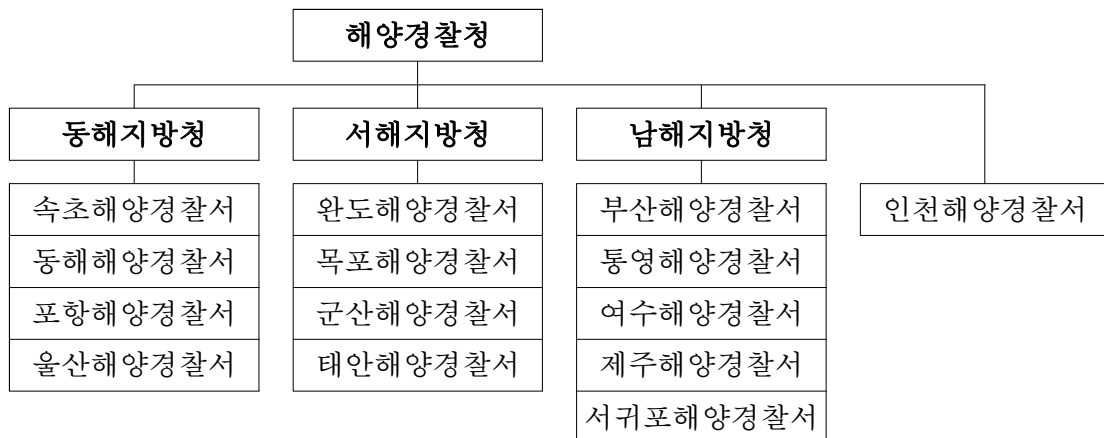 해양경찰청
동해지방청
서해지방청
남해지방청
속초해양경찰서
완도해양경찰서
부산해양경찰서
인천해양경찰서
동해해양경찰서
목포해양경찰서
통영해양경찰서
포항해양경찰서
군산해양경찰서
여수해양경찰서
울산해양경찰서
태안해양경찰서
제주해양경찰서
서귀포해양경찰서